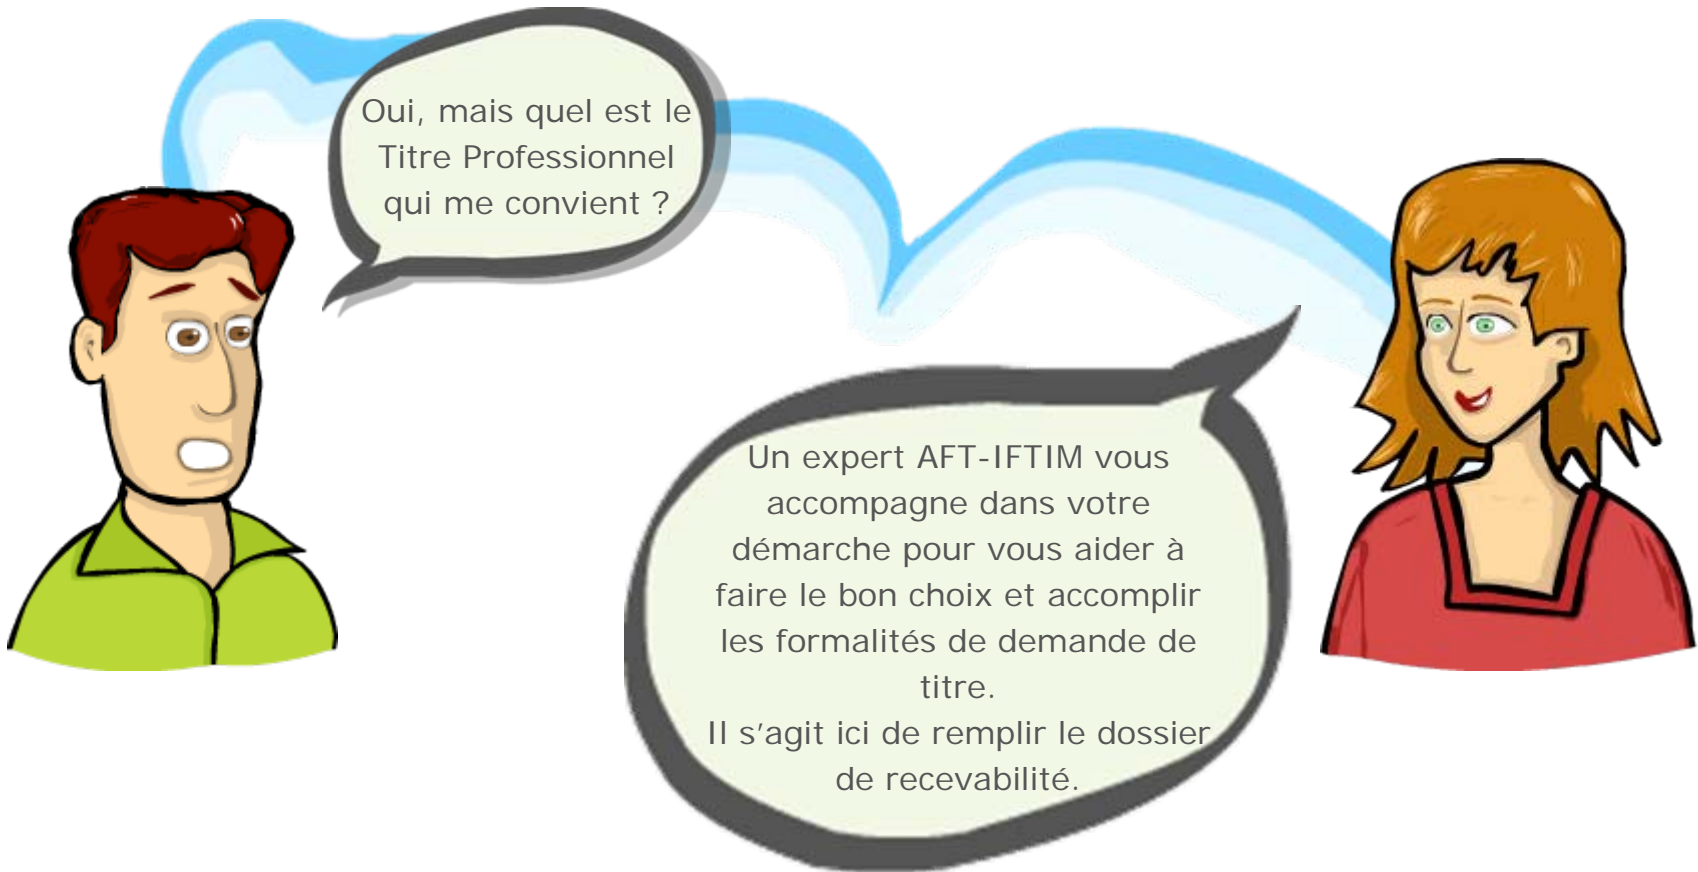 Oui, mais quel est le
Titre Professionnel
qui me convient ?
Un expert AFT-IFTIM vous
accompagne dans votre
démarche pour vous aider à
faire le bon choix et accomplir
les formalités de demande de
titre.
Il s’agit ici de remplir le dossier
de recevabilité.